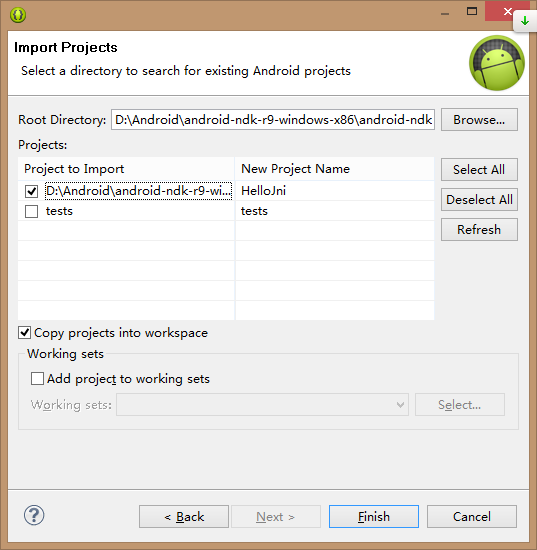 Import Projects
Select a directory to search for existing Android projects
Root Directory: D:\Android\android-ndk-r9-windows-x86\android-ndk Browse...
Projects:
Project to Import New Project Name Select All
D:\Android\android-ndk-r9-wi... HelloJni Deselect All
tests tests
Refresh
Copy projects into workspace
Working sets
Add project to working sets
Working sets: Select...
? < Back Next > Finish Cancel